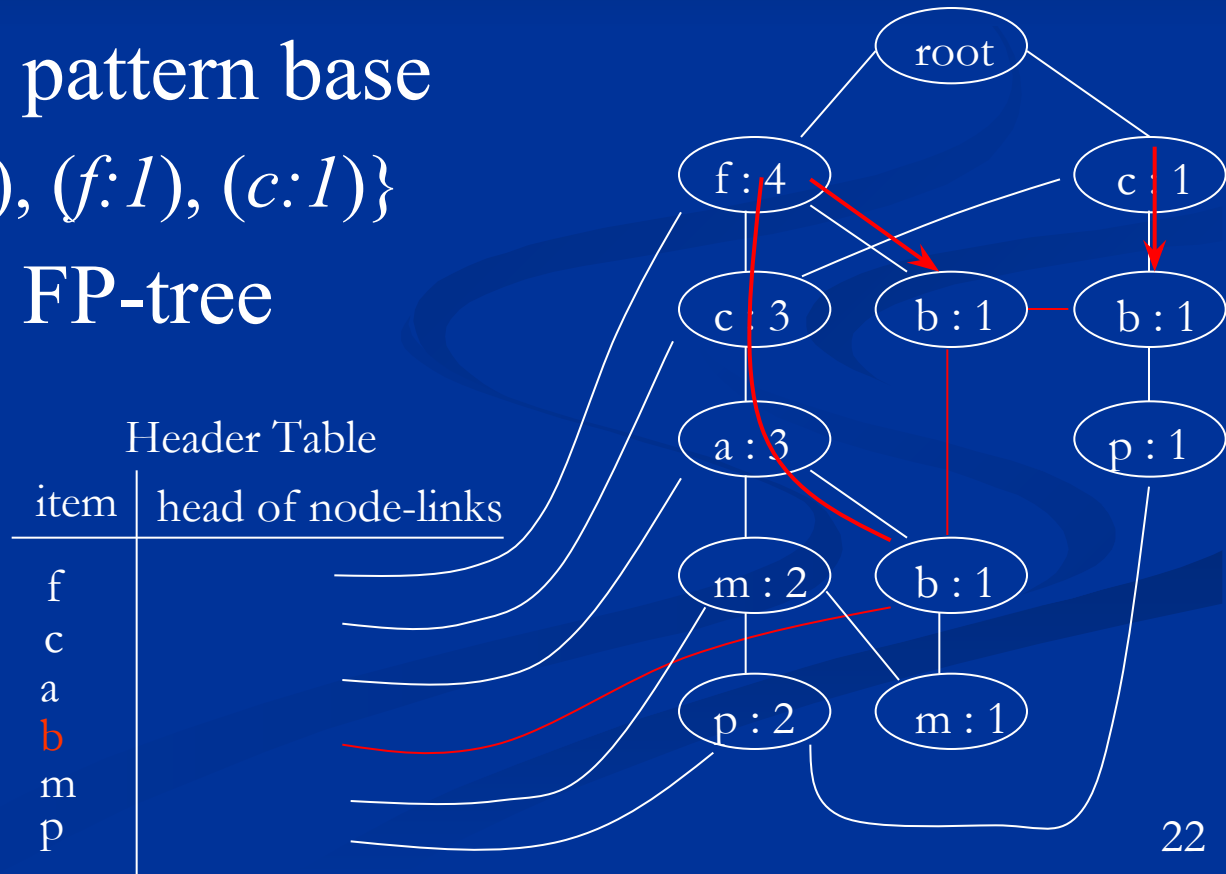 pattern base
), (f:1), (c:1)}
FP-tree
root
f : 4
c : 1
c : 3
b : 1
b : 1
a : 3
p : 1
m : 2
b : 1
p : 2
m : 1
Header Table
item head of node-links
f
c
a
b
m
p
22